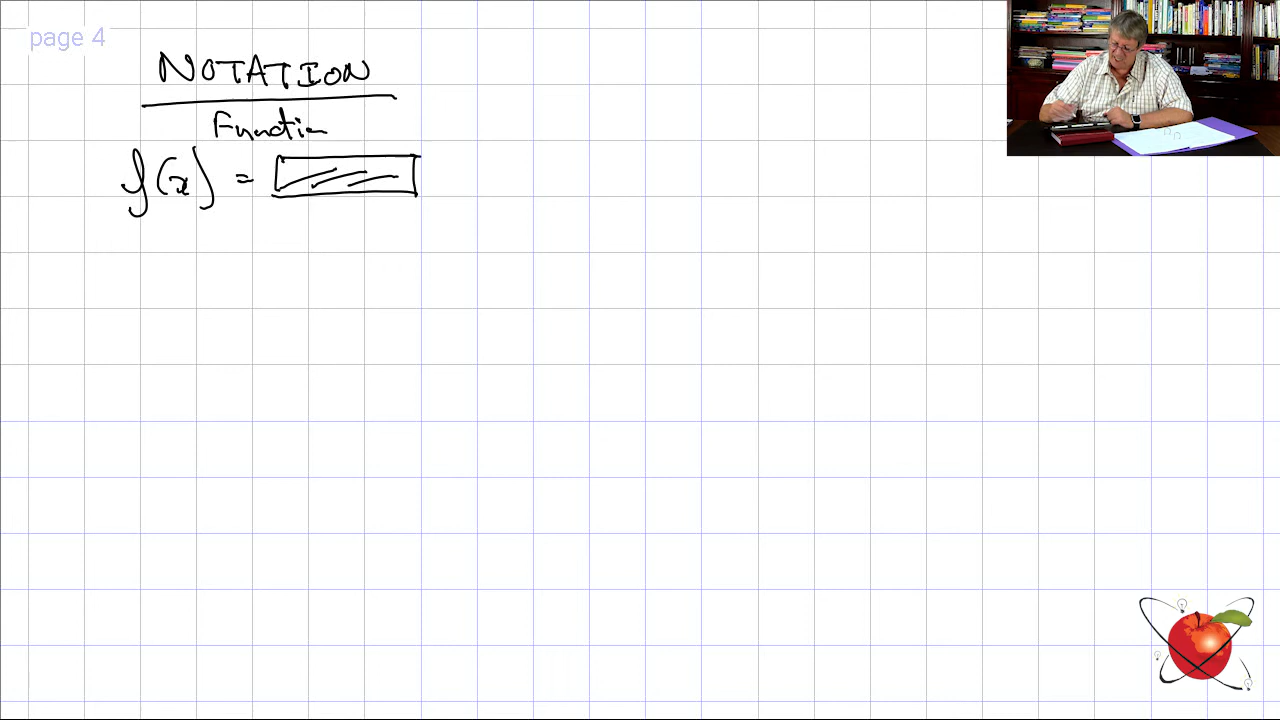 page 4
NOTATION
Function
f(x) =